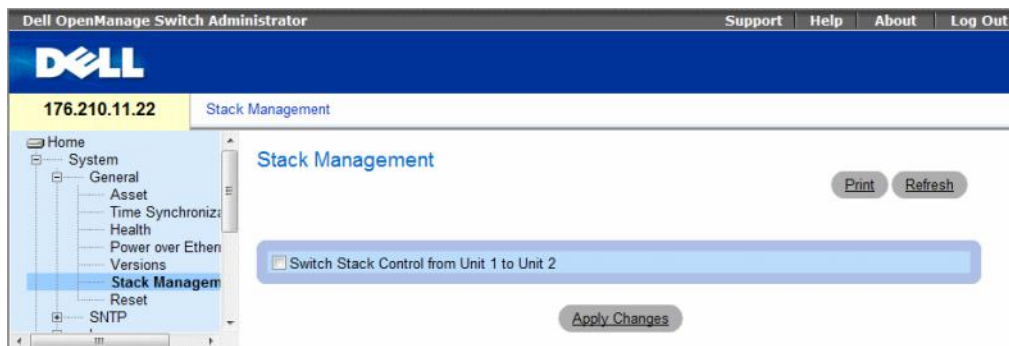 Dell OpenManage Switch Administrator
Support Help About Log Out
DELL
176.210.11.22
Stack Management
Home
System
General
Asset
Time Synchroniza
Health
Power over Ethern
Versions
Stack Managem
Reset
SNTP
Stack Management
Print Refresh
Switch Stack Control from Unit 1 to Unit 2
Apply Changes